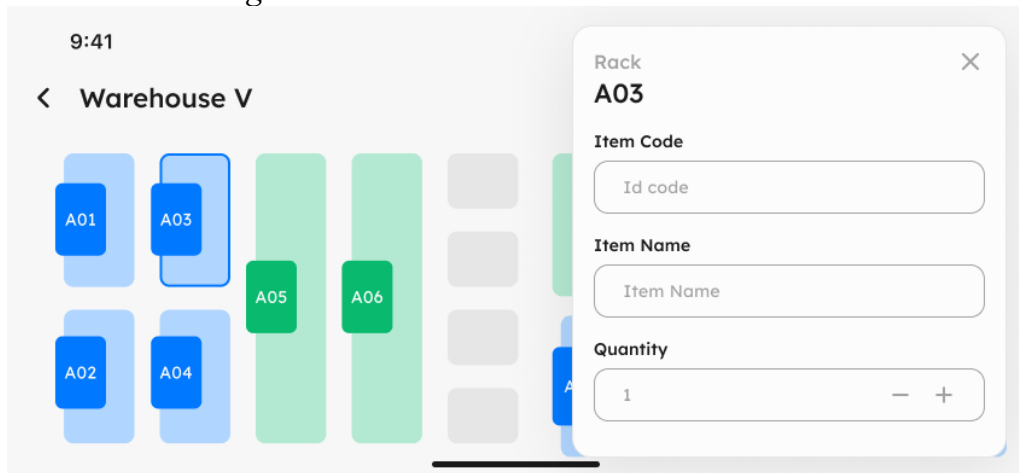 9:41
Warehouse V
A01
A03
A05
A06
A02
A04
A
Rack
A03
Item Code
Id code
Item Name
Item Name
Quantity
1